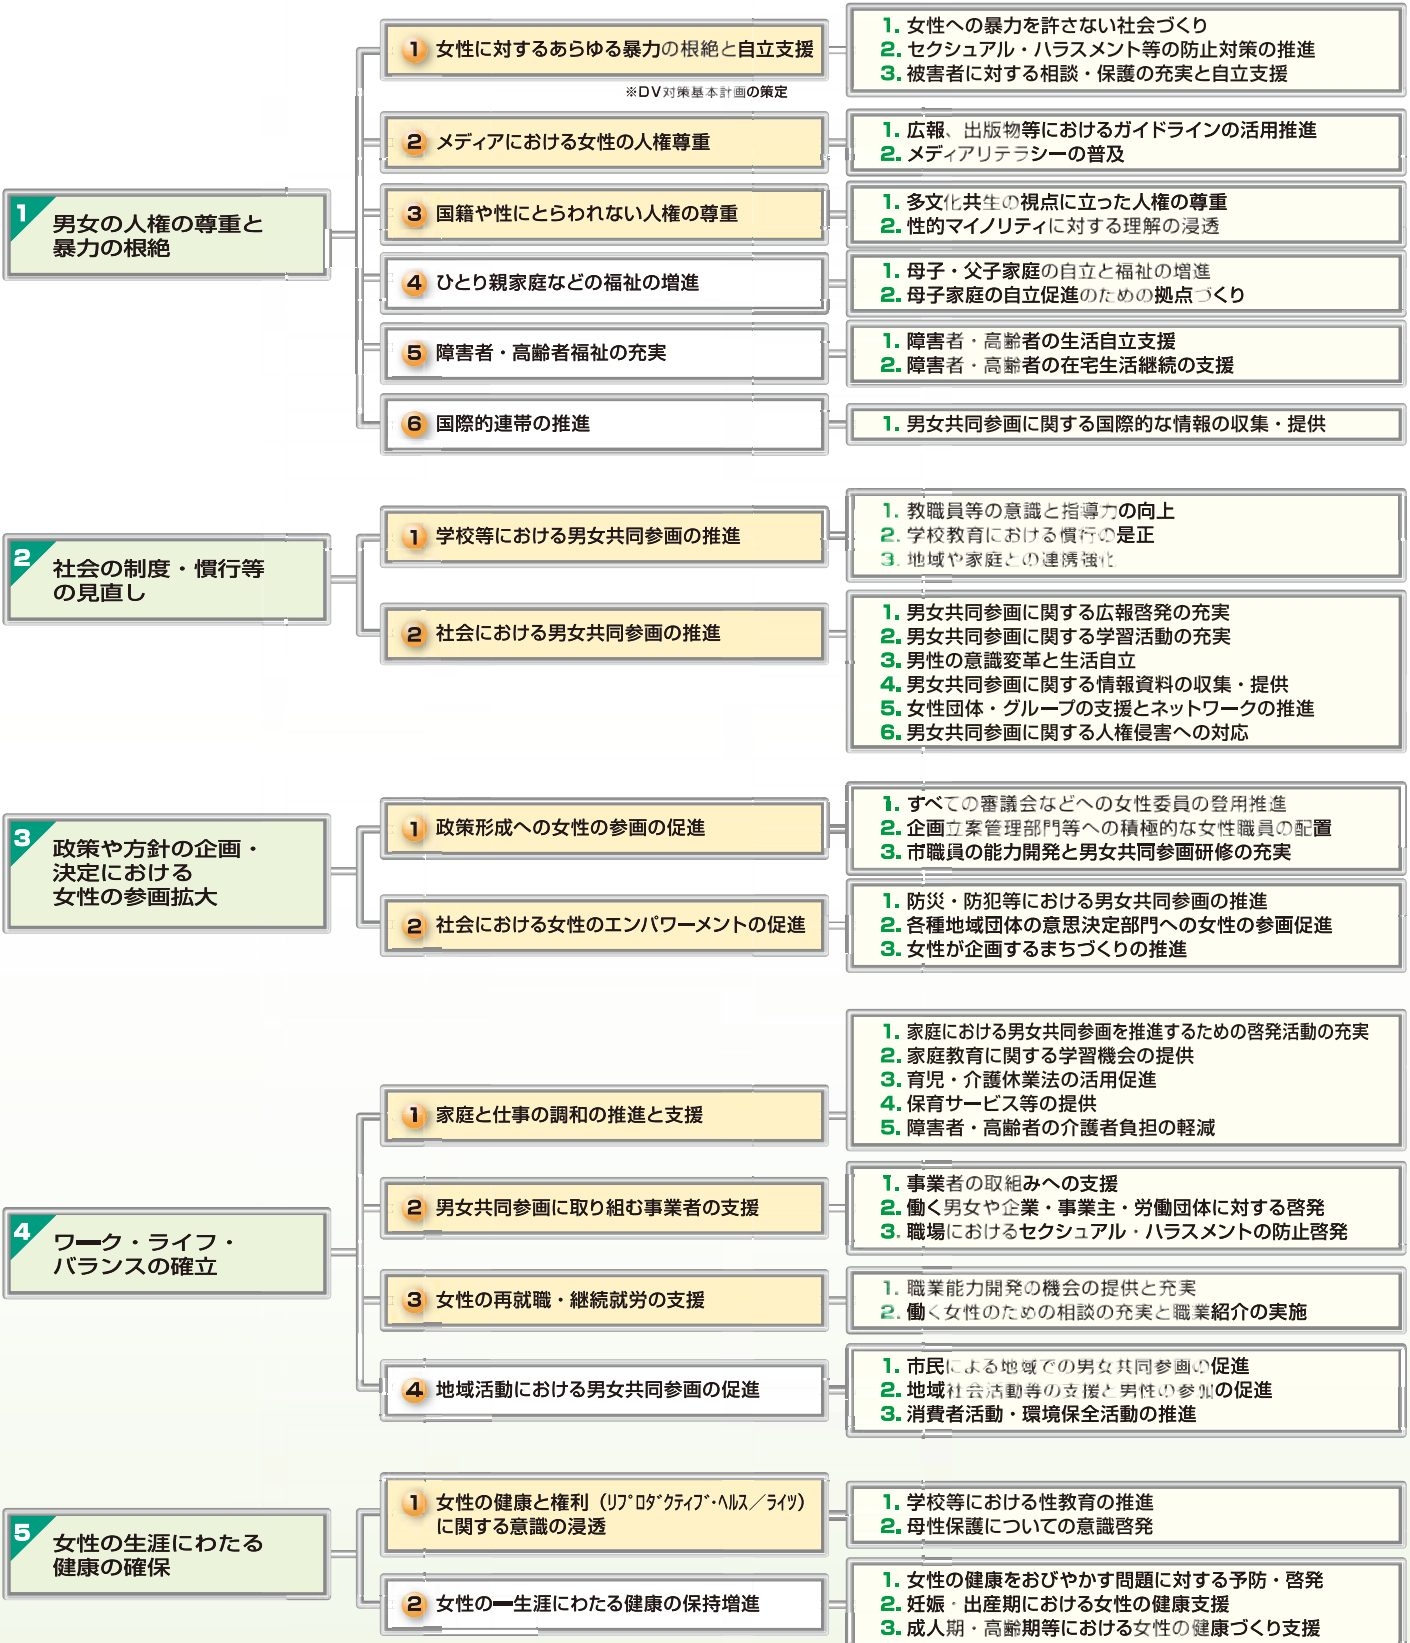 1
男女の人権の尊重と
暴力の根絶
1 女性に対するあらゆる暴力の根絶と自立支援
※DV対策基本計画の策定
1. 女性への暴力を許さない社会づくり
2. セクシュアル・ハラスメント等の防止対策の推進
3. 被害者に対する相談・保護の充実と自立支援
2 メディアにおける女性の人権尊重
1. 広報、出版物等におけるガイドラインの活用推進
2. メディアリテラシーの普及
3 国籍や性にとらわれない人権の尊重
1. 多文化共生の視点に立った人権の尊重
2. 性的マイノリティに対する理解の浸透
4 ひとり親家庭などの福祉の増進
1. 母子・父子家庭の自立と福祉の増進
2. 母子家庭の自立促進のための拠点づくり
5 障害者・高齢者福祉の充実
1. 障害者・高齢者の生活自立支援
2. 障害者・高齢者の在宅生活継続の支援
6 国際的連帯の推進
1. 男女共同参画に関する国際的な情報の収集・提供
2
社会の制度・慣行等
の見直し
1 学校等における男女共同参画の推進
1. 教職員等の意識と指導力の向上
2. 学校教育における慣行の是正
3. 地域や家庭との連携強化
2 社会における男女共同参画の推進
1. 男女共同参画に関する広報啓発の充実
2. 男女共同参画に関する学習活動の充実
3. 男性の意識変革と生活自立
4. 男女共同参画に関する情報資料の収集・提供
5. 女性団体・グループの支援とネットワークの推進
6. 男女共同参画に関する人権侵害への対応
3
政策や方針の企画・
決定における
女性の参画拡大
1 政策形成への女性の参画の促進
1. すべての審議会などへの女性委員の登用推進
2. 企画立案管理部門等への積極的な女性職員の配置
3. 市職員の能力開発と男女共同参画研修の充実
2 社会における女性のエンパワーメントの促進
1. 防災・防犯等における男女共同参画の推進
2. 各種地域団体の意思決定部門への女性の参画促進
3. 女性が企画するまちづくりの推進
4
ワーク・ライフ・
バランスの確立
1 家庭と仕事の調和の推進と支援
1. 家庭における男女共同参画を推進するための啓発活動の充実
2. 家庭教育に関する学習機会の提供
3. 育児・介護休業法の活用促進
4. 保育サービス等の提供
5. 障害者・高齢者の介護者負担の軽減
2 男女共同参画に取り組む事業者の支援
1. 事業者の取組みへの支援
2. 働く男女や企業・事業主・労働団体に対する啓発
3. 職場におけるセクシュアル・ハラスメントの防止啓発
3 女性の再就職・継続就労の支援
1. 職業能力開発の機会の提供と充実
2. 働く女性のための相談の充実と職業紹介の実施
4 地域活動における男女共同参画の促進
1. 市民による地域での男女共同参画の促進
2. 地域社会活動等の支援と男性の参加の促進
3. 消費者活動・環境保全活動の推進
5
女性の生涯にわたる
健康の確保
1 女性の健康と権利（ﾘﾌﾟﾛﾀﾞｸﾃｨﾌﾞ・ﾍﾙｽ／ﾗｲﾂ）
に関する意識の浸透
1. 学校等における性教育の推進
2. 母性保護についての意識啓発
2 女性の一生涯にわたる健康の保持増進
1. 女性の健康をおびやかす問題に対する予防・啓発
2. 妊娠・出産期における女性の健康支援
3. 成人期・高齢期等における女性の健康づくり支援